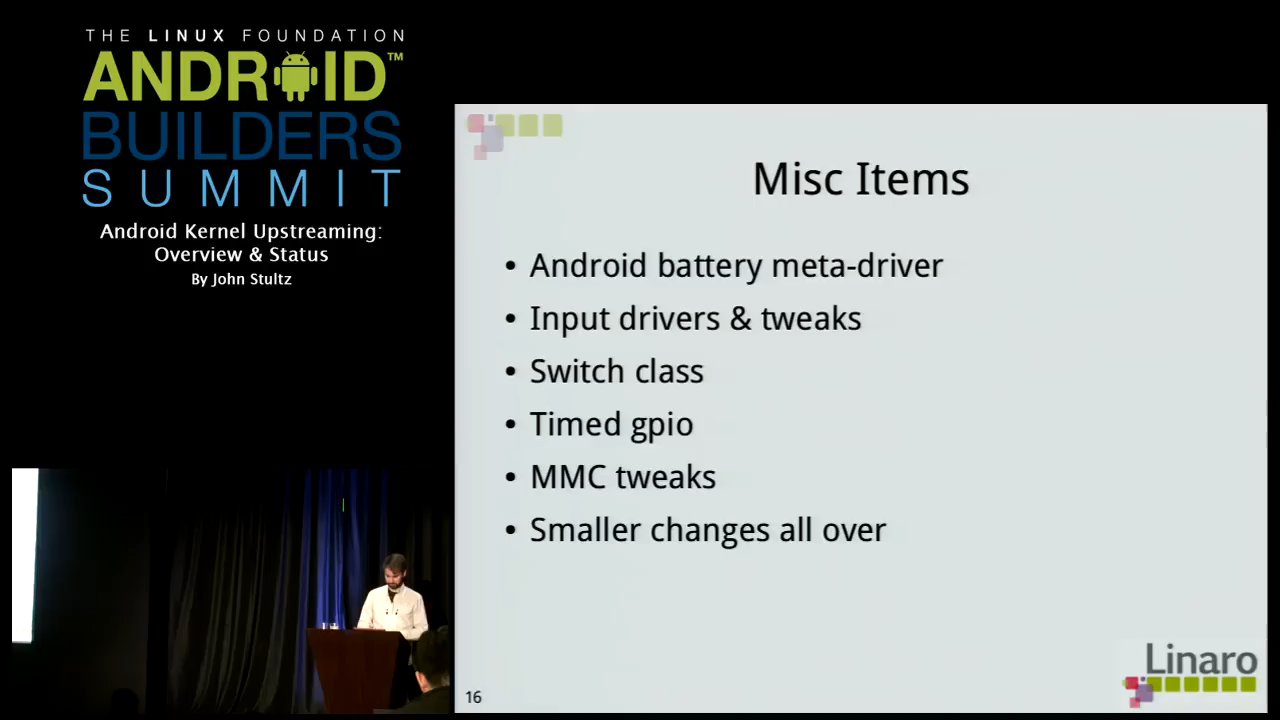 THE LINUX FOUNDATION
ANDROID™
BUILDERS
SUMMIT
Android Kernel Upstreaming:
Overview & Status
By John Stultz
Misc Items
• Android battery meta-driver
• Input drivers & tweaks
• Switch class
• Timed gpio
• MMC tweaks
• Smaller changes all over
16
Linaro